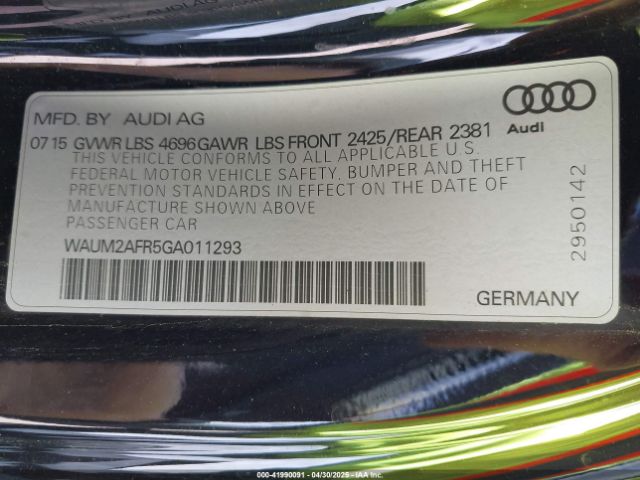 MFD. BY AUDI AG
07 15 GVWR LBS 4696 GAWR LBS FRONT 2425/REAR 2381
THIS VEHICLE CONFORMS TO ALL APPLICABLE U.S.
FEDERAL MOTOR VEHICLE SAFETY, BUMPER AND THEFT
PREVENTION STANDARDS IN EFFECT ON THE DATE OF
MANUFACTURE SHOWN ABOVE
PASSENGER CAR
WAUM2AFR5GA011293
Audi
2950142
GERMANY
000-41990091 - 04/30/2025 - IAAI.COM